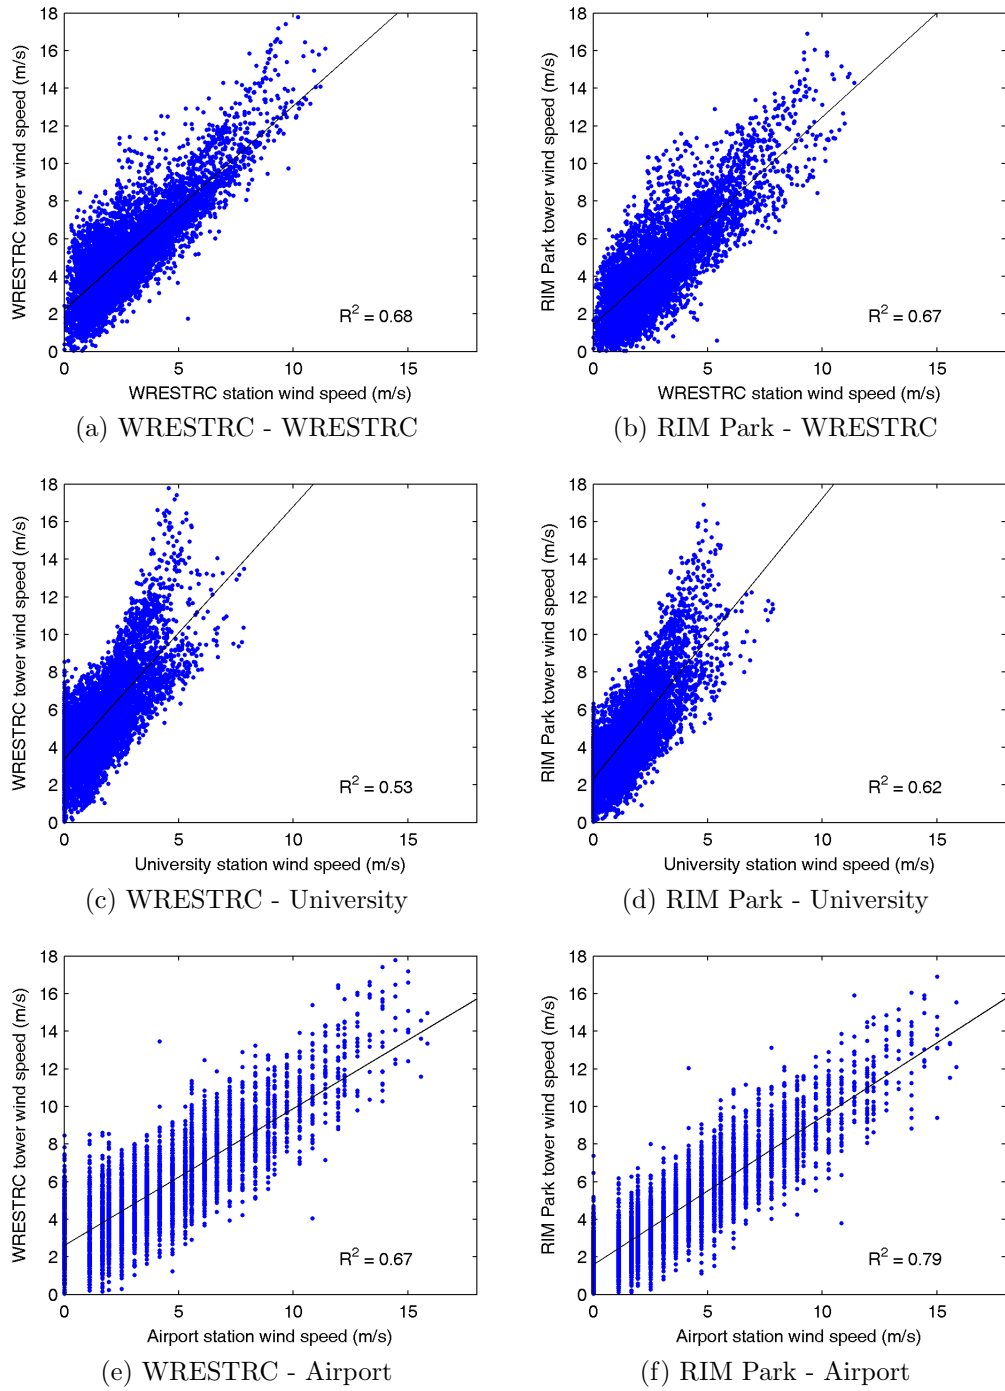 18
16
14
12
10
8
6
4
2
0
WRESTRC tower wind speed (m/s)
R² = 0.68
0 5 10 15
WRESTRC station wind speed (m/s)
(a) WRESTRC - WRESTRC
18
16
14
12
10
8
6
4
2
0
RIM Park tower wind speed (m/s)
R² = 0.67
0 5 10 15
WRESTRC station wind speed (m/s)
(b) RIM Park - WRESTRC
18
16
14
12
10
8
6
4
2
0
WRESTRC tower wind speed (m/s)
R² = 0.53
0 5 10 15
University station wind speed (m/s)
(c) WRESTRC - University
18
16
14
12
10
8
6
4
2
0
RIM Park tower wind speed (m/s)
R² = 0.62
0 5 10 15
University station wind speed (m/s)
(d) RIM Park - University
18
16
14
12
10
8
6
4
2
0
WRESTRC tower wind speed (m/s)
R² = 0.67
0 5 10 15
Airport station wind speed (m/s)
(e) WRESTRC - Airport
18
16
14
12
10
8
6
4
2
0
RIM Park tower wind speed (m/s)
R² = 0.79
0 5 10 15
Airport station wind speed (m/s)
(f) RIM Park - Airport